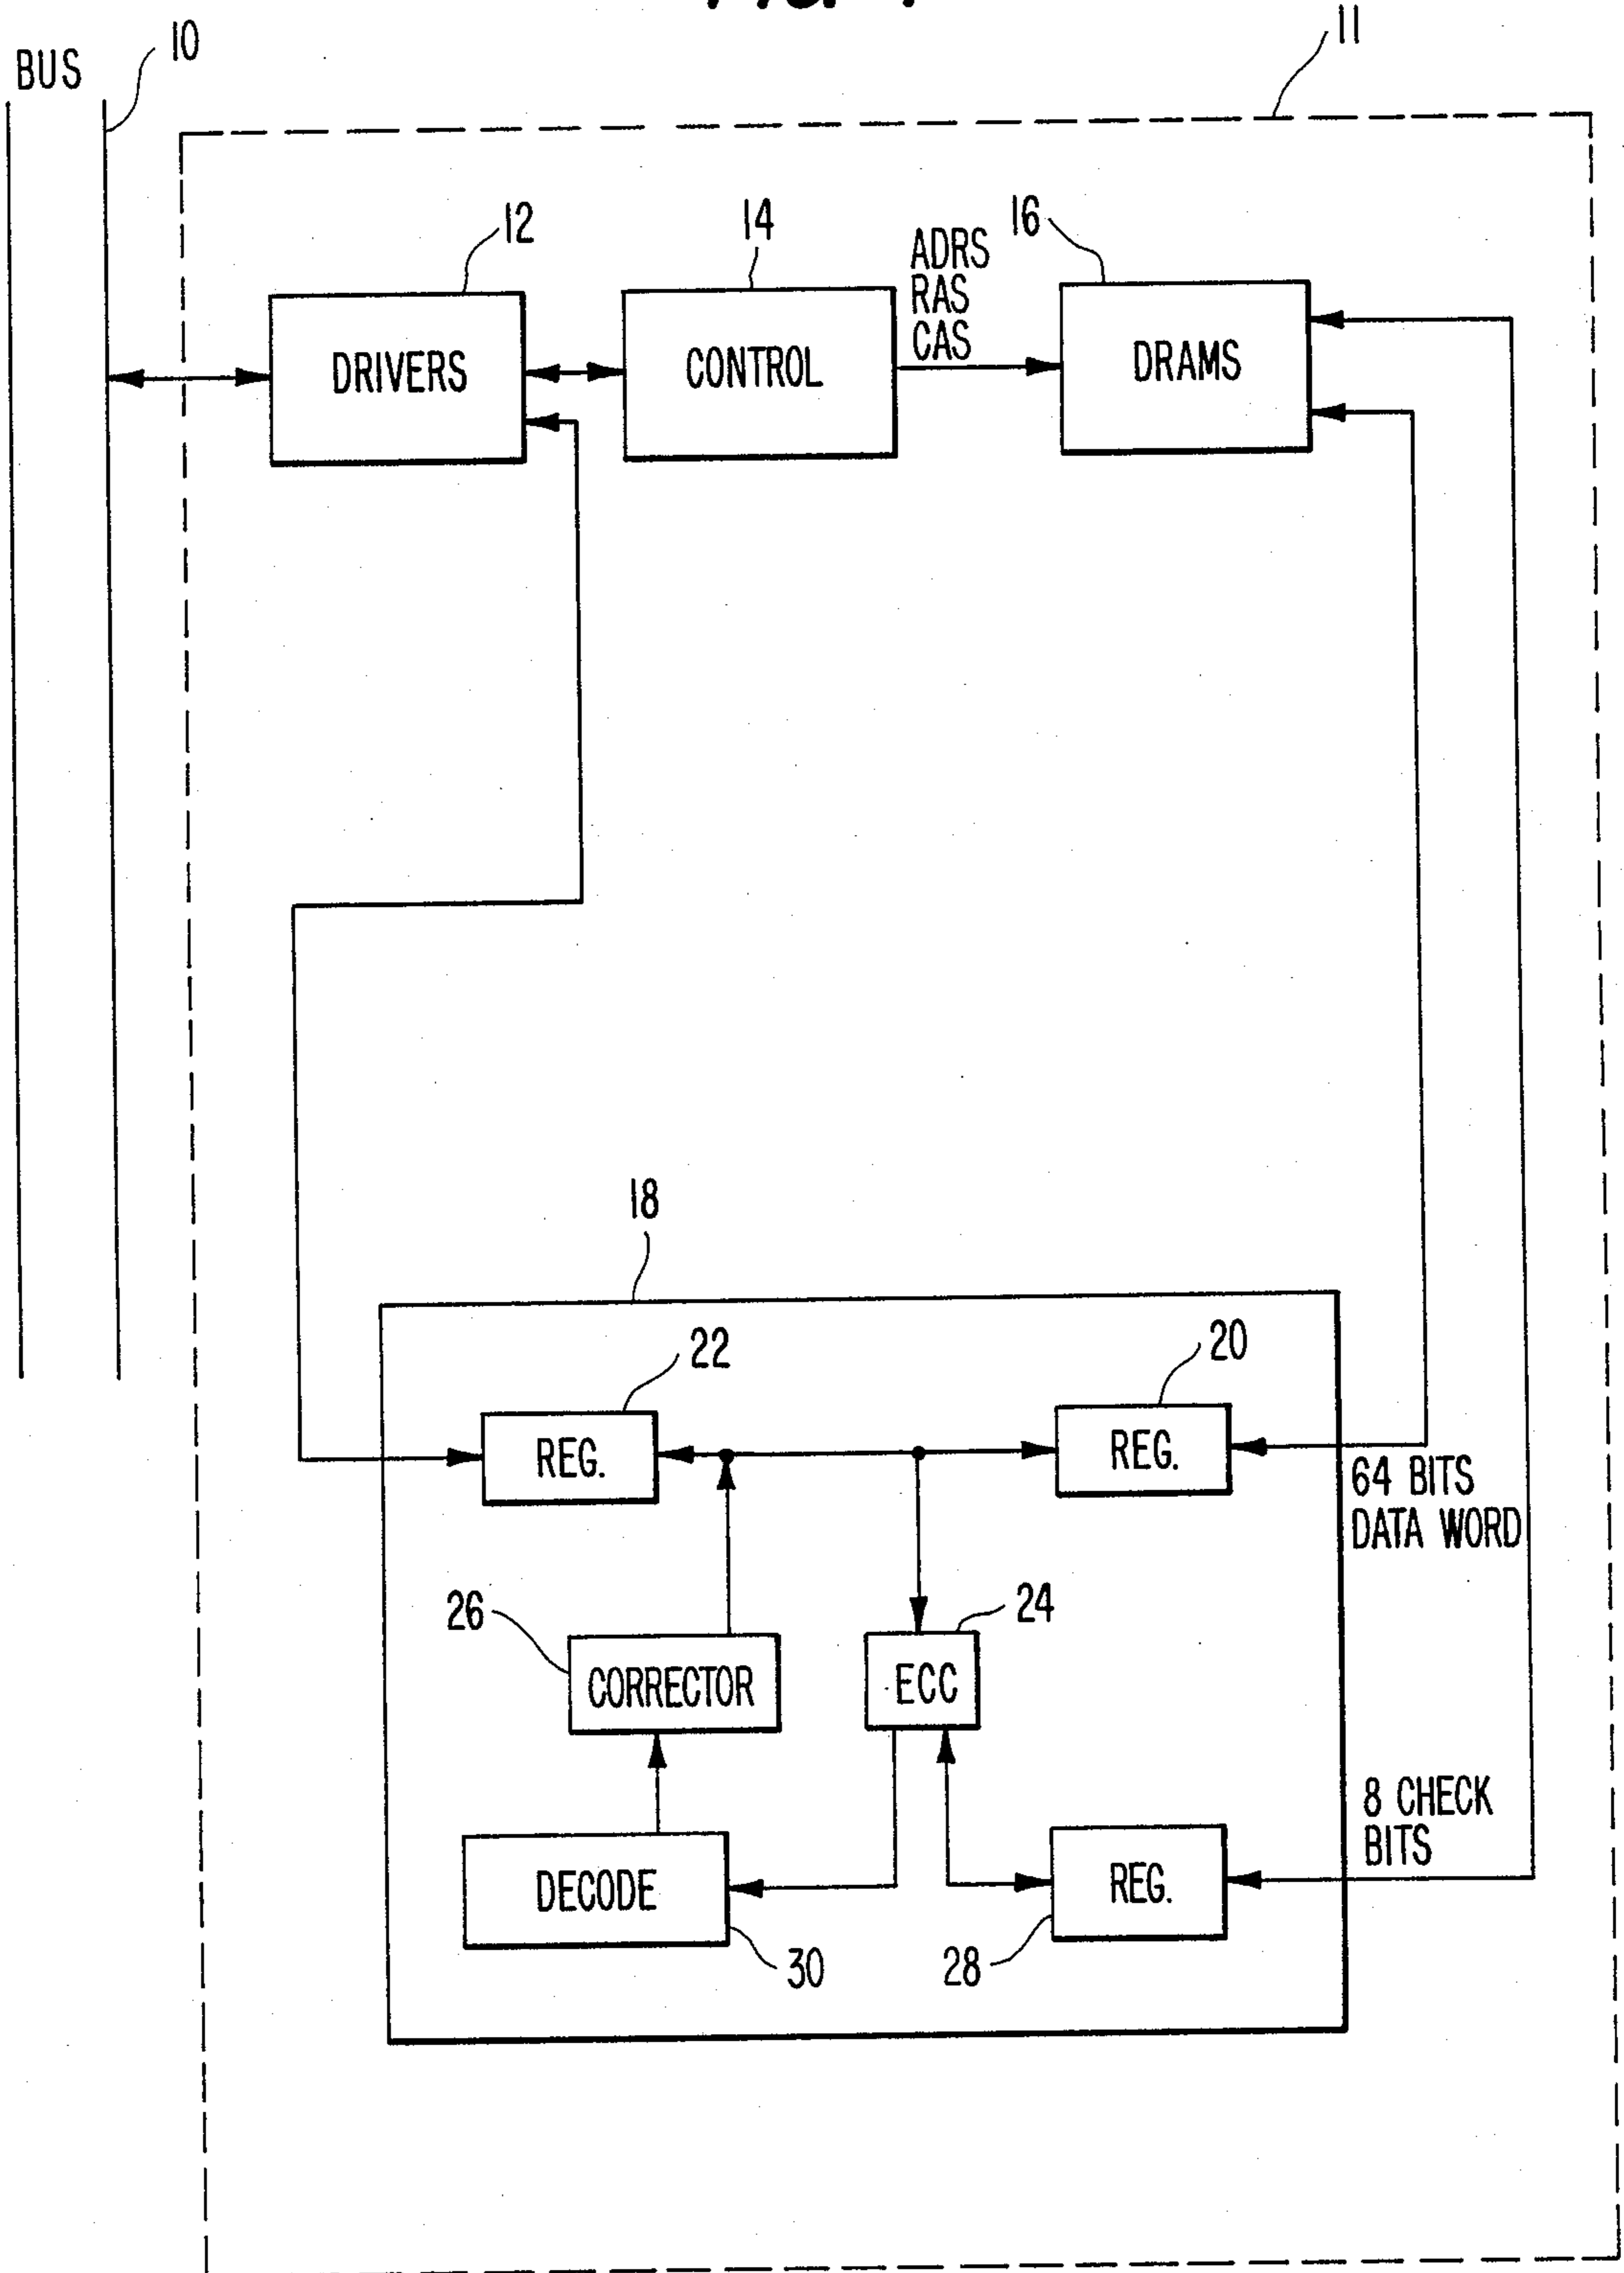 BUS
10
11
12
14
16
ADRS
RAS
CAS
DRIVERS
CONTROL
DRAMS
18
22
20
REG.
REG.
64 BITS
DATA WORD
26
24
CORRECTOR
ECC
8 CHECK
BITS
DECODE
REG.
30
28